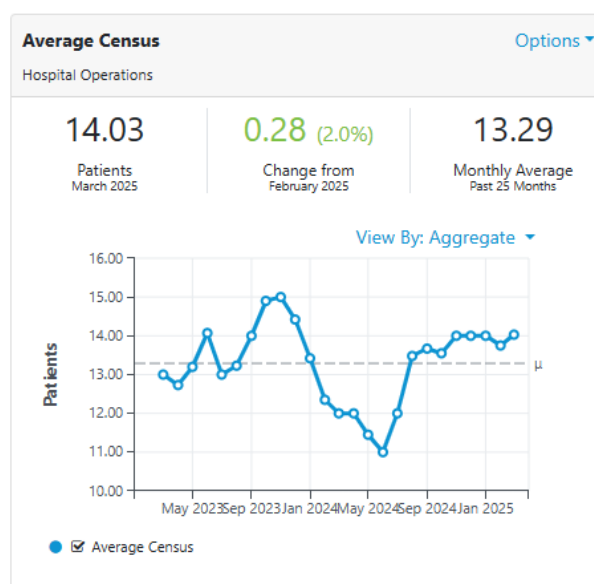 Average Census
Options
Hospital Operations
14.03
Patients
March 2025
0.28 (2.0%)
Change from
February 2025
13.29
Monthly Average
Past 25 Months
View By: Aggregate
16.00
15.00
14.00
13.00
12.00
11.00
10.00
Patients
μ
May 2023 Sep 2023 Jan 2024 May 2024 Sep 2024 Jan 2025
Average Census